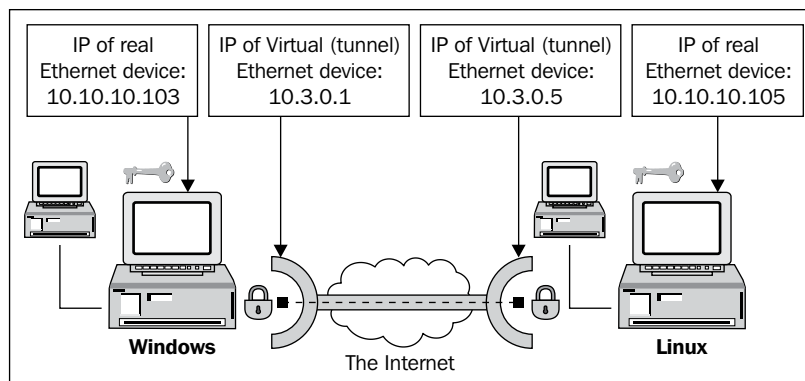 IP of real
Ethernet device:
10.10.10.103
IP of Virtual (tunnel)
Ethernet device:
10.3.0.1
IP of Virtual (tunnel)
Ethernet device:
10.3.0.5
IP of real
Ethernet device:
10.10.10.105
Windows
The Internet
Linux